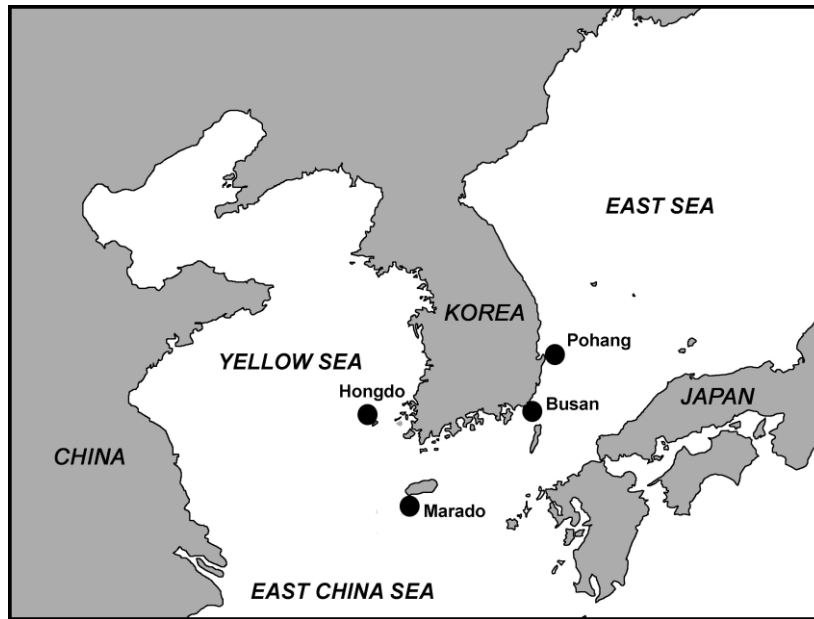 EAST SEA
KOREA
Pohang
YELLOW SEA
Hongdo
JAPAN
Busan
CHINA
Marado
EAST CHINA SEA